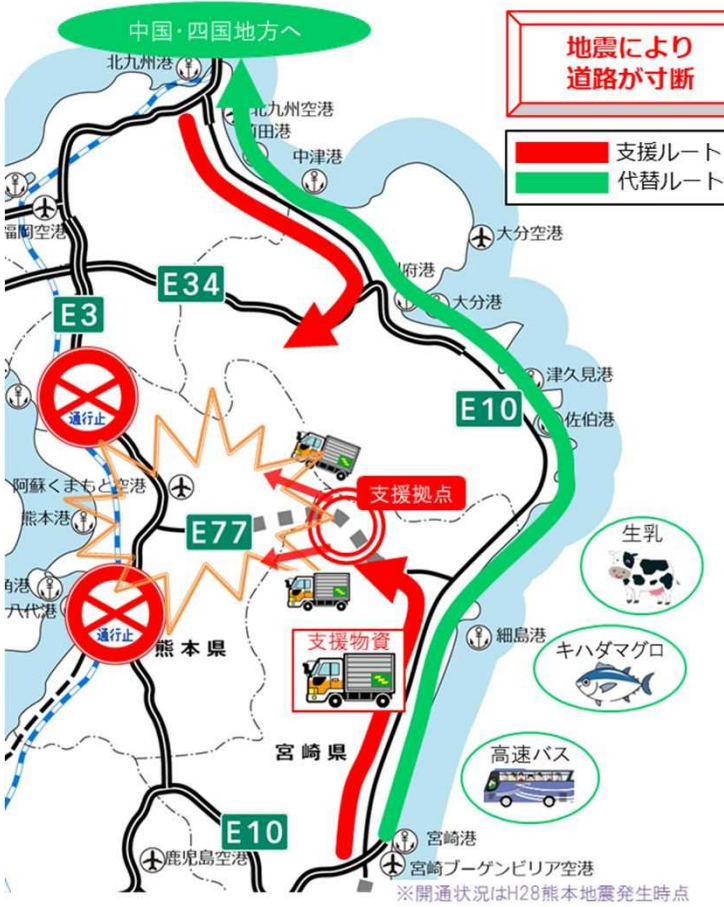 中国・四国地方へ
地震により
道路が寸断
北九州港
北九州空港
苅田港
中津港
支援ルート
代替ルート
福岡空港
大分空港
府港
大分港
E34
E3
津久見港
E10
佐伯港
通行止
阿蘇くまもと空港
支援拠点
熊本港
E77
生乳
角港
八代港
通行止
熊本県
支援物資
細島港
キハダマグロ
宮崎県
高速バス
E10
宮崎港
鹿児島空港
宮崎ブーゲンビリア空港
※開通状況はH28熊本地震発生時点